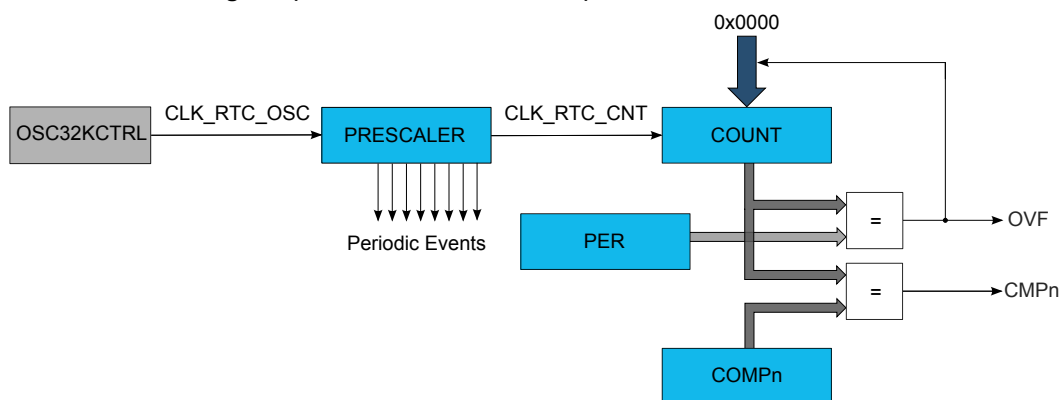 0x0000
OSC32KCTRL
CLK_RTC_OSC
PRESCALER
CLK_RTC_CNT
COUNT
Periodic Events
PER
=
OVF
=
CMPn
COMPn